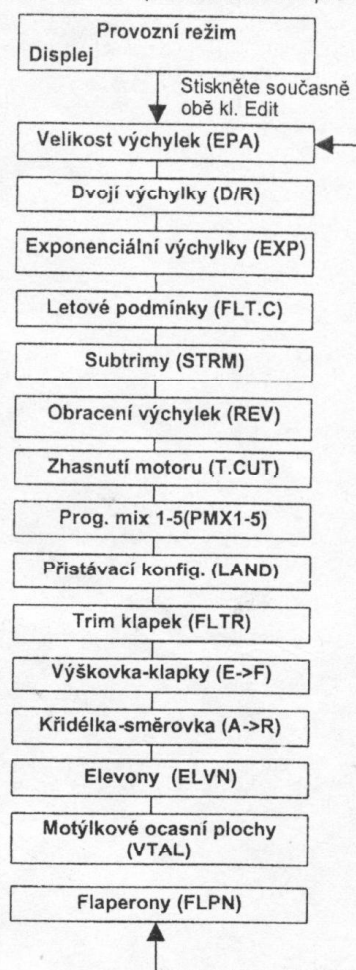 Provozní režim
Displej
Stiskněte současně
obě kl. Edit
Velikost výchylek (EPA)
Dvojí výchylky (D/R)
Exponenciální výchylky (EXP)
Letové podmínky (FLT.C)
Subtrimy (STRM)
Obracení výchylek (REV)
Zhasnutí motoru (T.CUT)
Prog. mix 1-5(PMX1-5)
Přistávací konfig. (LAND)
Trim klapek (FLTR)
Výškovka-klapky (E->F)
Křidélka-směrovka (A->R)
Elevony (ELVN)
Motýlkové ocasní plochy
(VTAL)
Flaperony (FLPN)